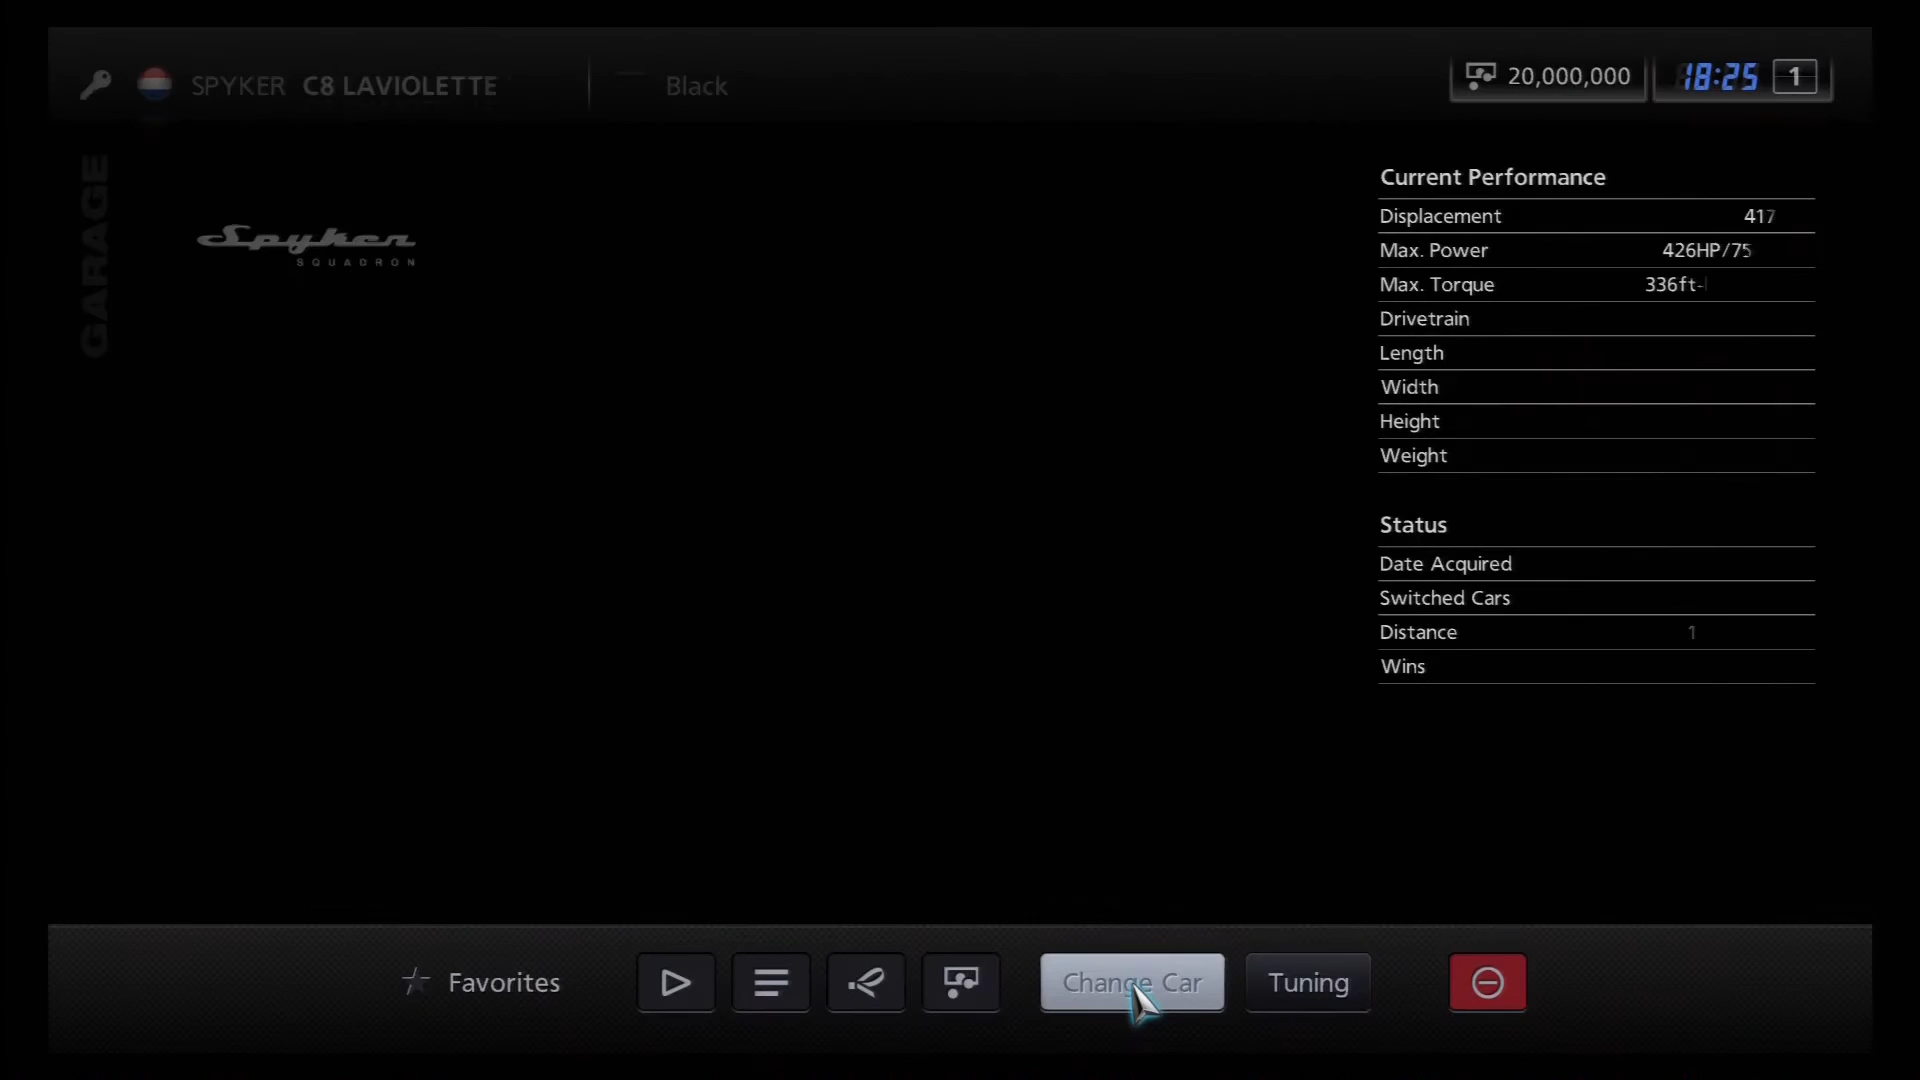 SPYKER C8 LAVIOLETTE
Black
20,000,000
18:25 1
GARAGE
Spyker
SQUADRON
Current Performance
Displacement 417
Max. Power 426HP/75
Max. Torque 336ft-
Drivetrain
Length
Width
Height
Weight
Status
Date Acquired
Switched Cars
Distance 1
Wins
Favorites
Change Car
Tuning